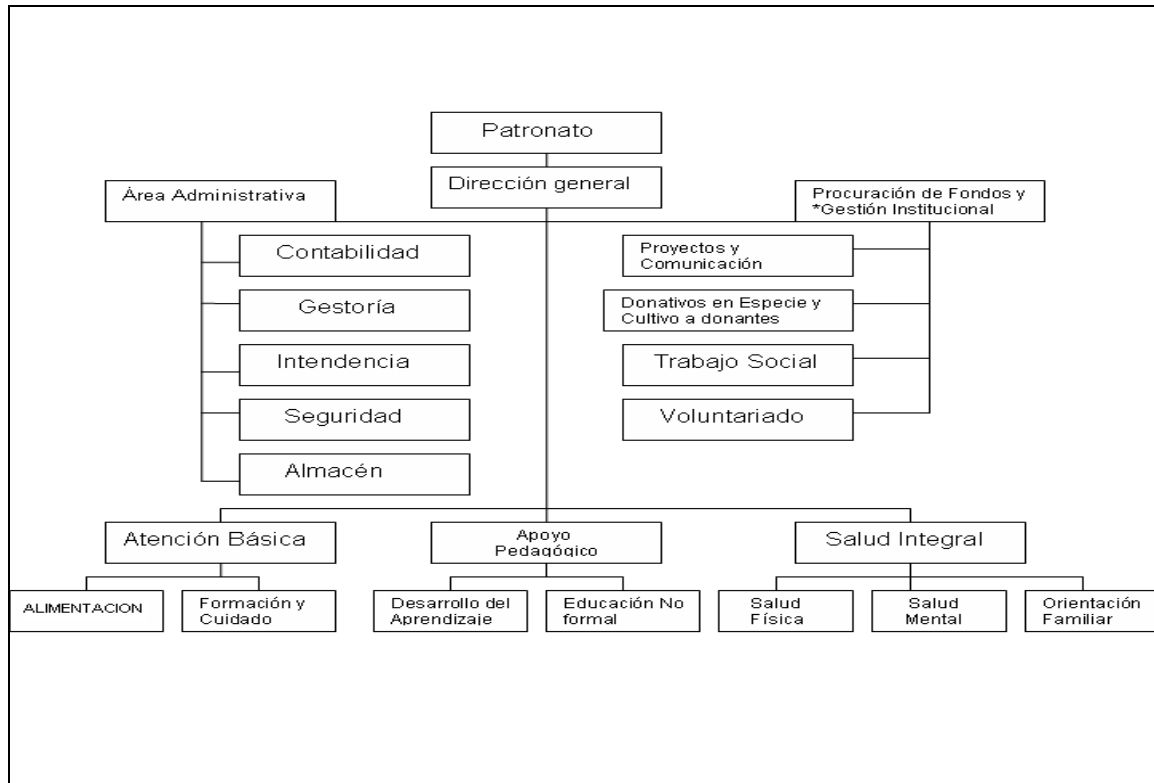 Patronato
Dirección general
Área Administrativa
Procuración de Fondos y
*Gestión Institucional
Contabilidad
Gestoría
Intendencia
Seguridad
Almacén
Proyectos y
Comunicación
Donativos en Especie y
Cultivo a donantes
Trabajo Social
Voluntariado
Atención Básica
Apoyo
Pedagógico
Salud Integral
ALIMENTACION
Formación y
Cuidado
Desarrollo del
Aprendizaje
Educación No
formal
Salud
Física
Salud
Mental
Orientación
Familiar